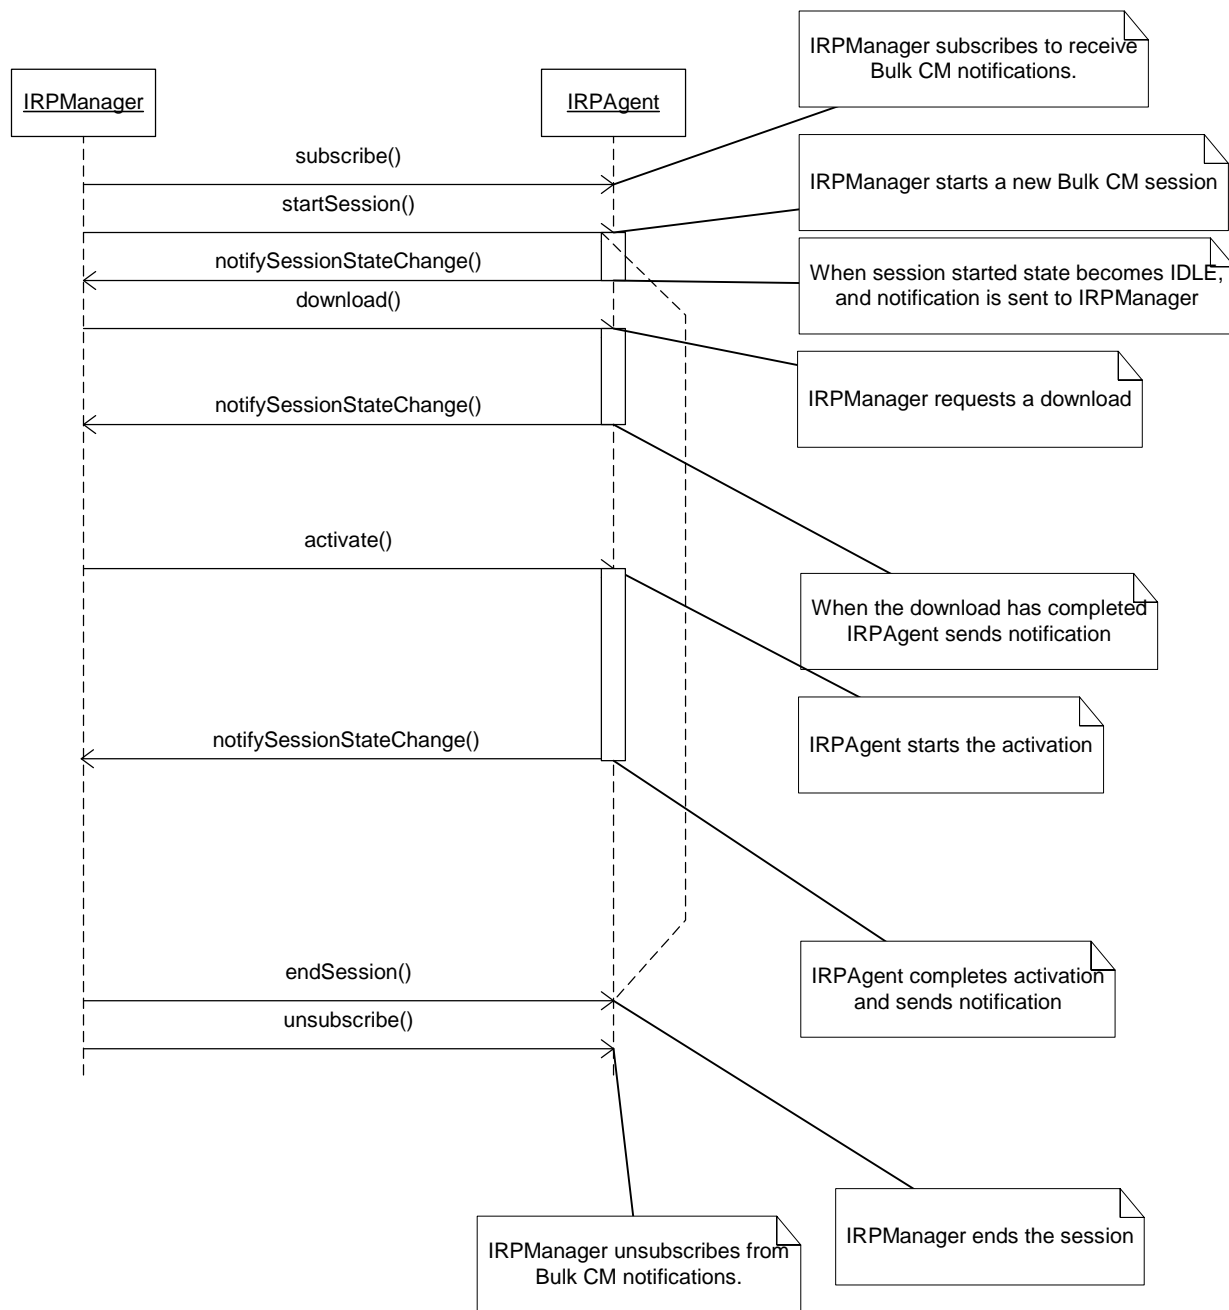 IRPManager subscribes to receive
Bulk CM notifications.
IRPManager
IRPAgent
subscribe()
IRPManager starts a new Bulk CM session
startSession()
notifySessionStateChange()
When session started state becomes IDLE,
and notification is sent to IRPManager
download()
IRPManager requests a download
notifySessionStateChange()
activate()
When the download has completed
IRPAgent sends notification
notifySessionStateChange()
IRPAgent starts the activation
endSession()
IRPAgent completes activation
and sends notification
unsubscribe()
IRPManager ends the session
IRPManager unsubscribes from
Bulk CM notifications.